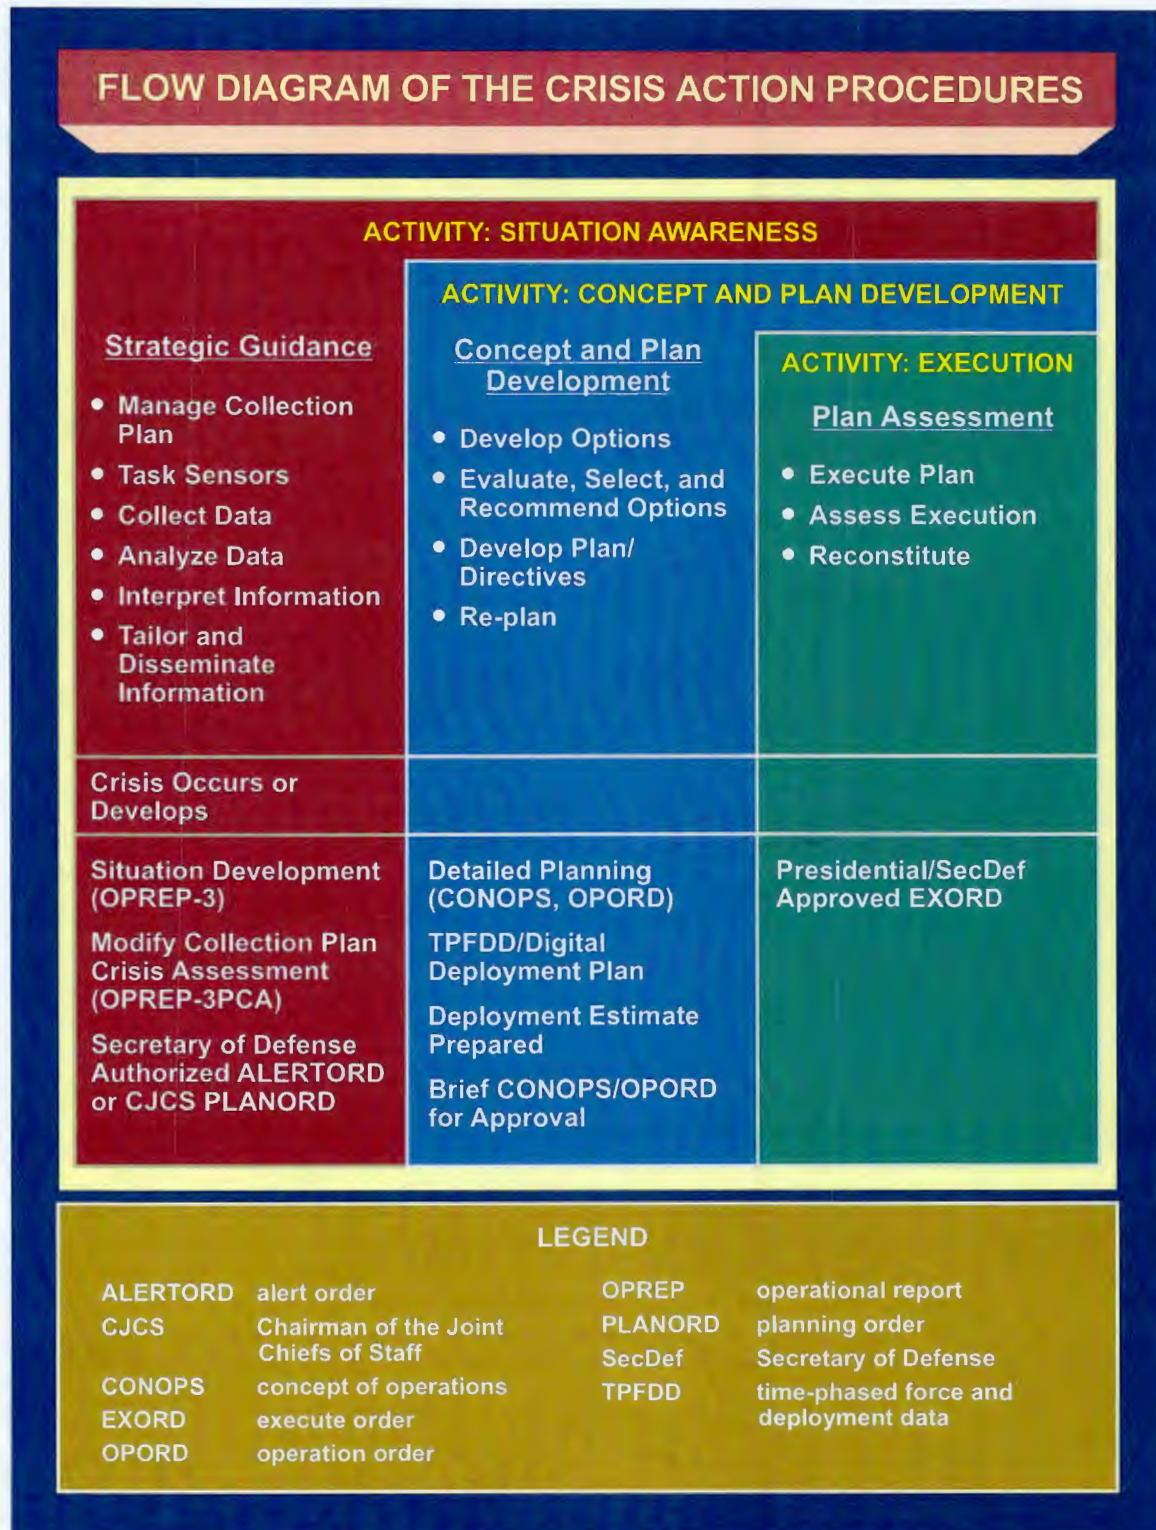 FLOW DIAGRAM OF THE CRISIS ACTION PROCEDURES
ACTIVITY: SITUATION AWARENESS
ACTIVITY: CONCEPT AND PLAN DEVELOPMENT
ACTIVITY: EXECUTION
Strategic Guidance
• Manage Collection
Plan
• Task Sensors
• Collect Data
• Analyze Data
• Interpret Information
• Tailor and
Disseminate
Information
Concept and Plan
Development
• Develop Options
• Evaluate, Select, and
Recommend Options
• Develop Plan/
Directives
• Re-plan
Plan Assessment
• Execute Plan
• Assess Execution
• Reconstitute
Crisis Occurs or
Develops
Situation Development
(OPREP-3)
Modify Collection Plan
Crisis Assessment
(OPREP-3PCA)
Secretary of Defense
Authorized ALERTORD
or CJCS PLANORD
Detailed Planning
(CONOPS, OPORD)
TPFDD/Digital
Deployment Plan
Deployment Estimate
Prepared
Brief CONOPS/OPORD
for Approval
Presidential/SecDef
Approved EXORD
LEGEND
ALERTORD alert order
CJCS Chairman of the Joint
Chiefs of Staff
CONOPS concept of operations
EXORD execute order
OPORD operation order
OPREP operational report
PLANORD planning order
SecDef Secretary of Defense
TPFDD time-phased force and
deployment data